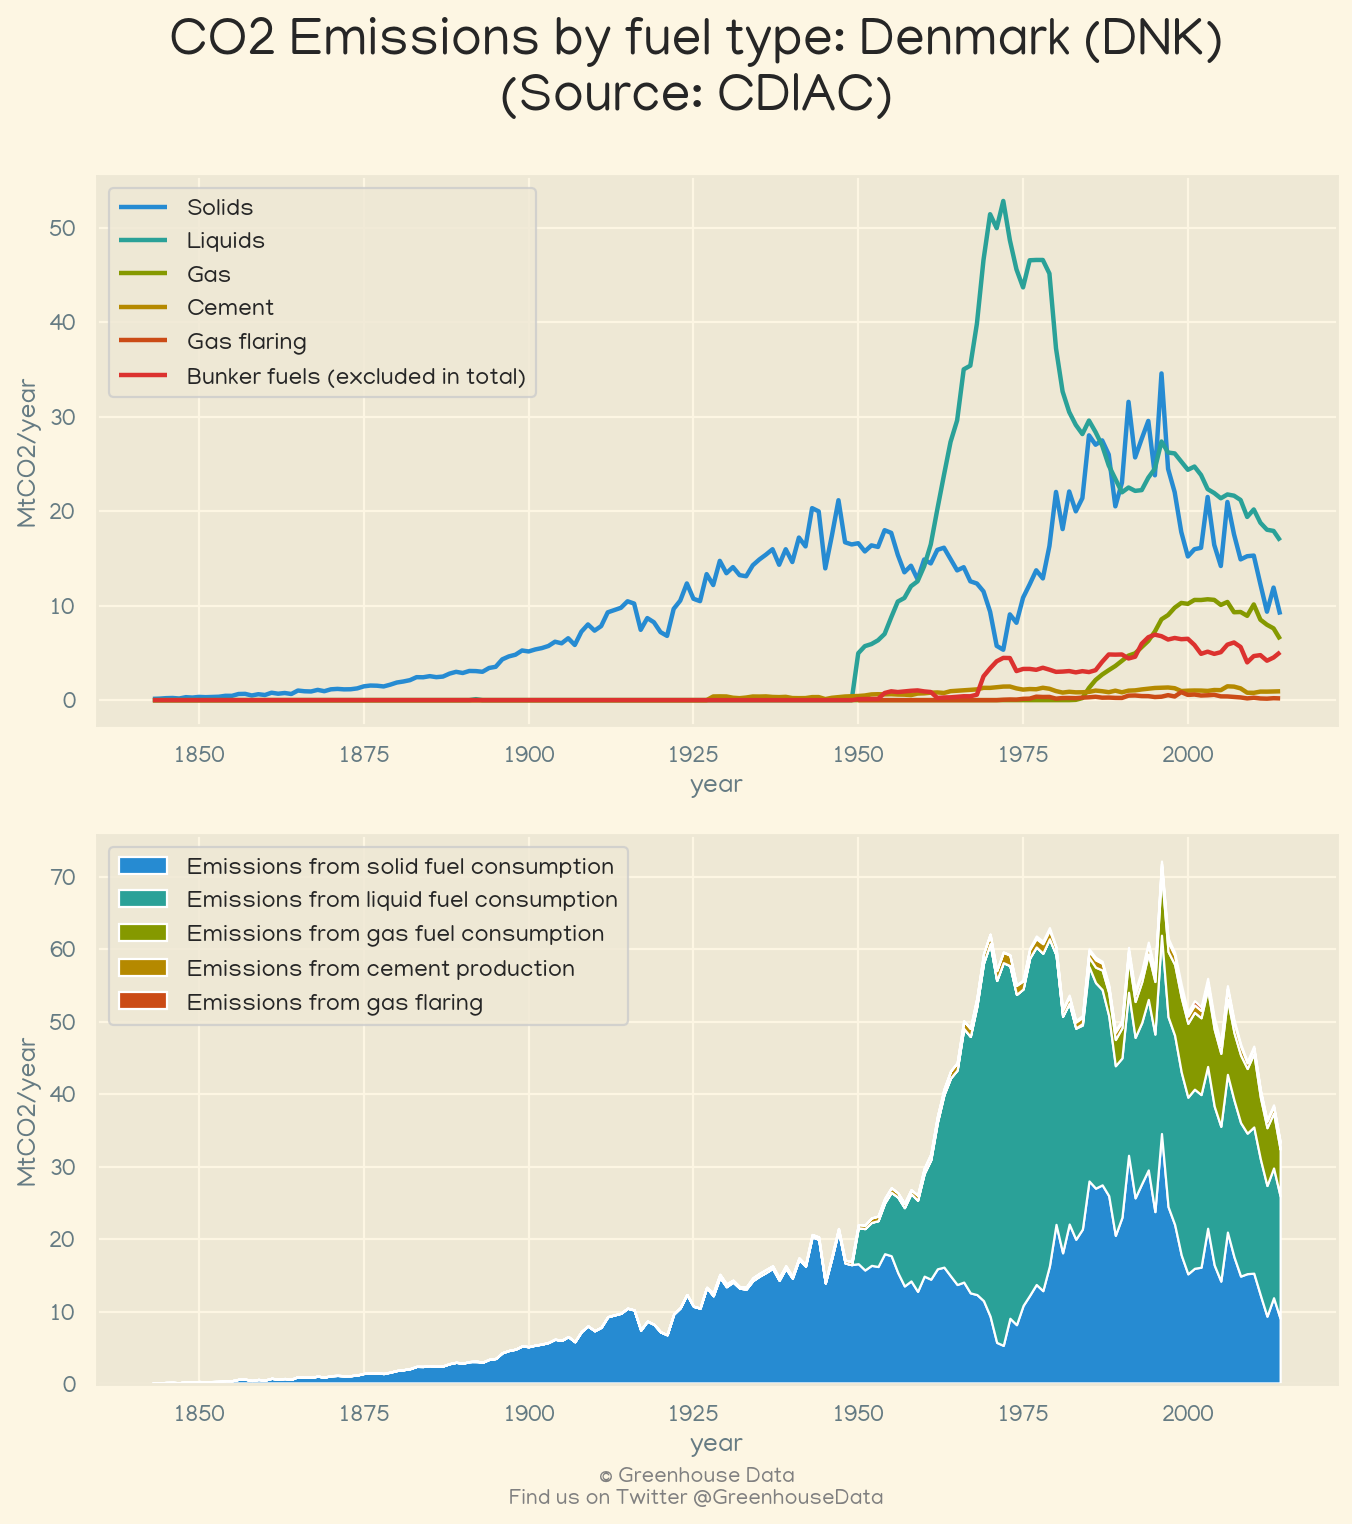 CO2 Emissions by fuel type: Denmark (DNK)
(Source: CDIAC)
Solids
Liquids
Gas
Cement
Gas flaring
Bunker fuels (excluded in total)
MtCO2/year
50
40
30
20
10
0
1850 1875 1900 1925 1950 1975 2000
year
Emissions from solid fuel consumption
Emissions from liquid fuel consumption
Emissions from gas fuel consumption
Emissions from cement production
Emissions from gas flaring
MtCO2/year
70
60
50
40
30
20
10
0
1850 1875 1900 1925 1950 1975 2000
year
© Greenhouse Data
Find us on Twitter @GreenhouseData